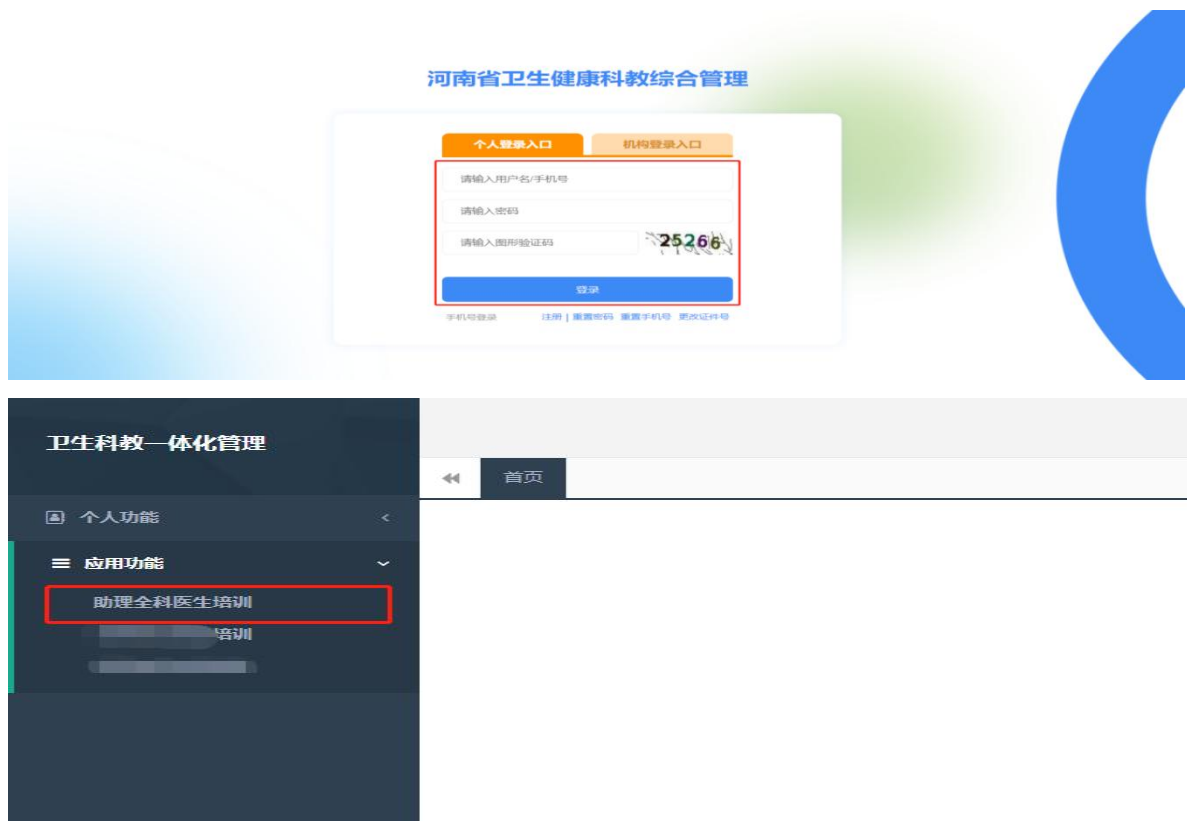 河南省卫生健康科教综合管理
个人登录入口 机构登录入口
请输入用户名/手机号
请输入密码
请输入图形验证码 25266
登录
手机号登录 注册 | 重置密码 重置手机号 更改证件号
卫生科教一体化管理
首页
个人功能
应用功能
助理全科医生培训
培训